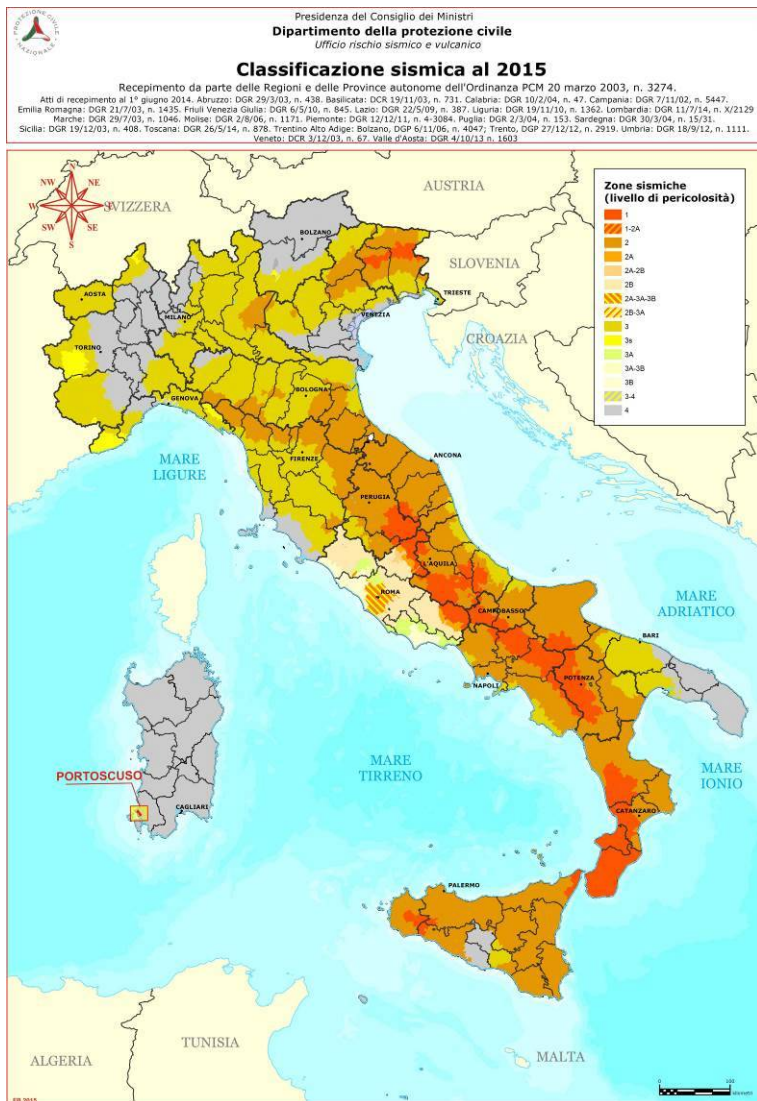 PROTEZIONE CIVILE
NAZIONALE
Presidenza del Consiglio dei Ministri
Dipartimento della protezione civile
Ufficio rischio sismico e vulcanico
Classificazione sismica al 2015
Recepimento da parte delle Regioni e delle Province autonome dell'Ordinanza PCM 20 marzo 2003, n. 3274.
Atti di recepimento al 1° giugno 2014. Abruzzo: DGR 29/3/03, n. 438. Basilicata: DCR 19/11/03, n. 731. Calabria: DGR 10/2/04, n. 47. Campania: DGR 7/11/02, n. 5447.
Emilia Romagna: DGR 21/7/03, n. 1435. Friuli Venezia Giulia: DGR 6/5/10, n. 845. Lazio: DGR 22/5/09, n. 387. Liguria: DGR 19/11/10, n. 1362. Lombardia: DGR 11/7/14, n. X/2129
Marche: DGR 29/7/03, n. 1046. Molise: DGR 2/8/06, n. 1171. Piemonte: DGR 12/12/11, n. 4-3084. Puglia: DGR 2/3/04, n. 153. Sardegna: DGR 30/3/04, n. 15/31.
Sicilia: DGR 19/12/03, n. 408. Toscana: DGR 26/5/14, n. 878. Trentino Alto Adige: Bolzano, DGP 6/11/06, n. 4047; Trento, DGP 27/12/12, n. 2919. Umbria: DGR 18/9/12, n. 1111.
Veneto: DCR 3/12/03, n. 67. Valle d'Aosta: DGR 4/10/13 n. 1603
N
NW
NE
W
SW
SE
S
SVIZZERA
AUSTRIA
SLOVENIA
CROAZIA
Zone sismiche
(livello di pericolosità)
1
1-2A
2
2A
2A-2B
2B
2A-3A-3B
2B-3A
3
3s
3A
3A-3B
3B
3-4
4
BOLZANO
AOSTA
MILANO
VENEZIA
TRIESTE
TORINO
GENOVA
BOLOGNA
FIRENZE
ANCONA
PERUGIA
MARE
LIGURE
L'AQUILA
ROMA
CAMPOBASSO
MARE
ADRIATICO
BARI
NAPOLI
POTENZA
MARE
TIRRENO
MARE
IONIO
PORTOSCUSO
CAGLIARI
CATANZARO
PALERMO
ALGERIA
TUNISIA
MALTA
0
100